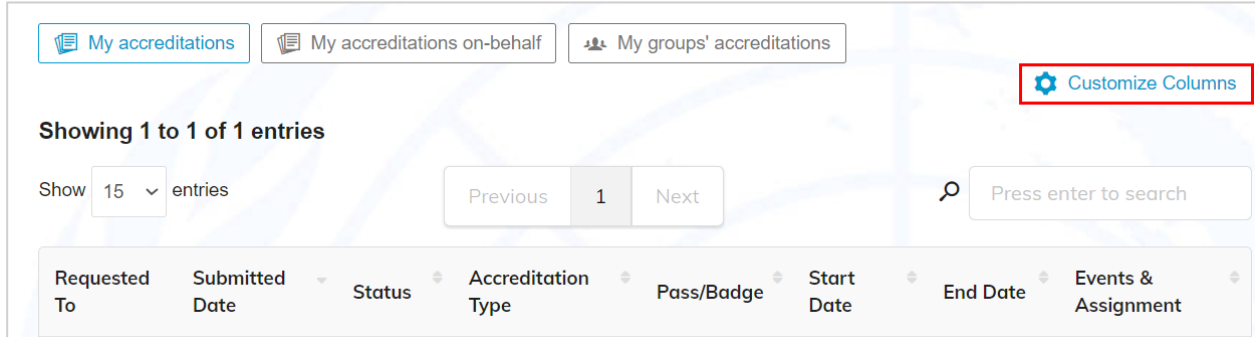 My accreditations My accreditations on-behalf My groups' accreditations
Customize Columns
Showing 1 to 1 of 1 entries
Show 15 entries Previous 1 Next Press enter to search
Requested To Submitted Date Status Accreditation Type Pass/Badge Start Date End Date Events & Assignment